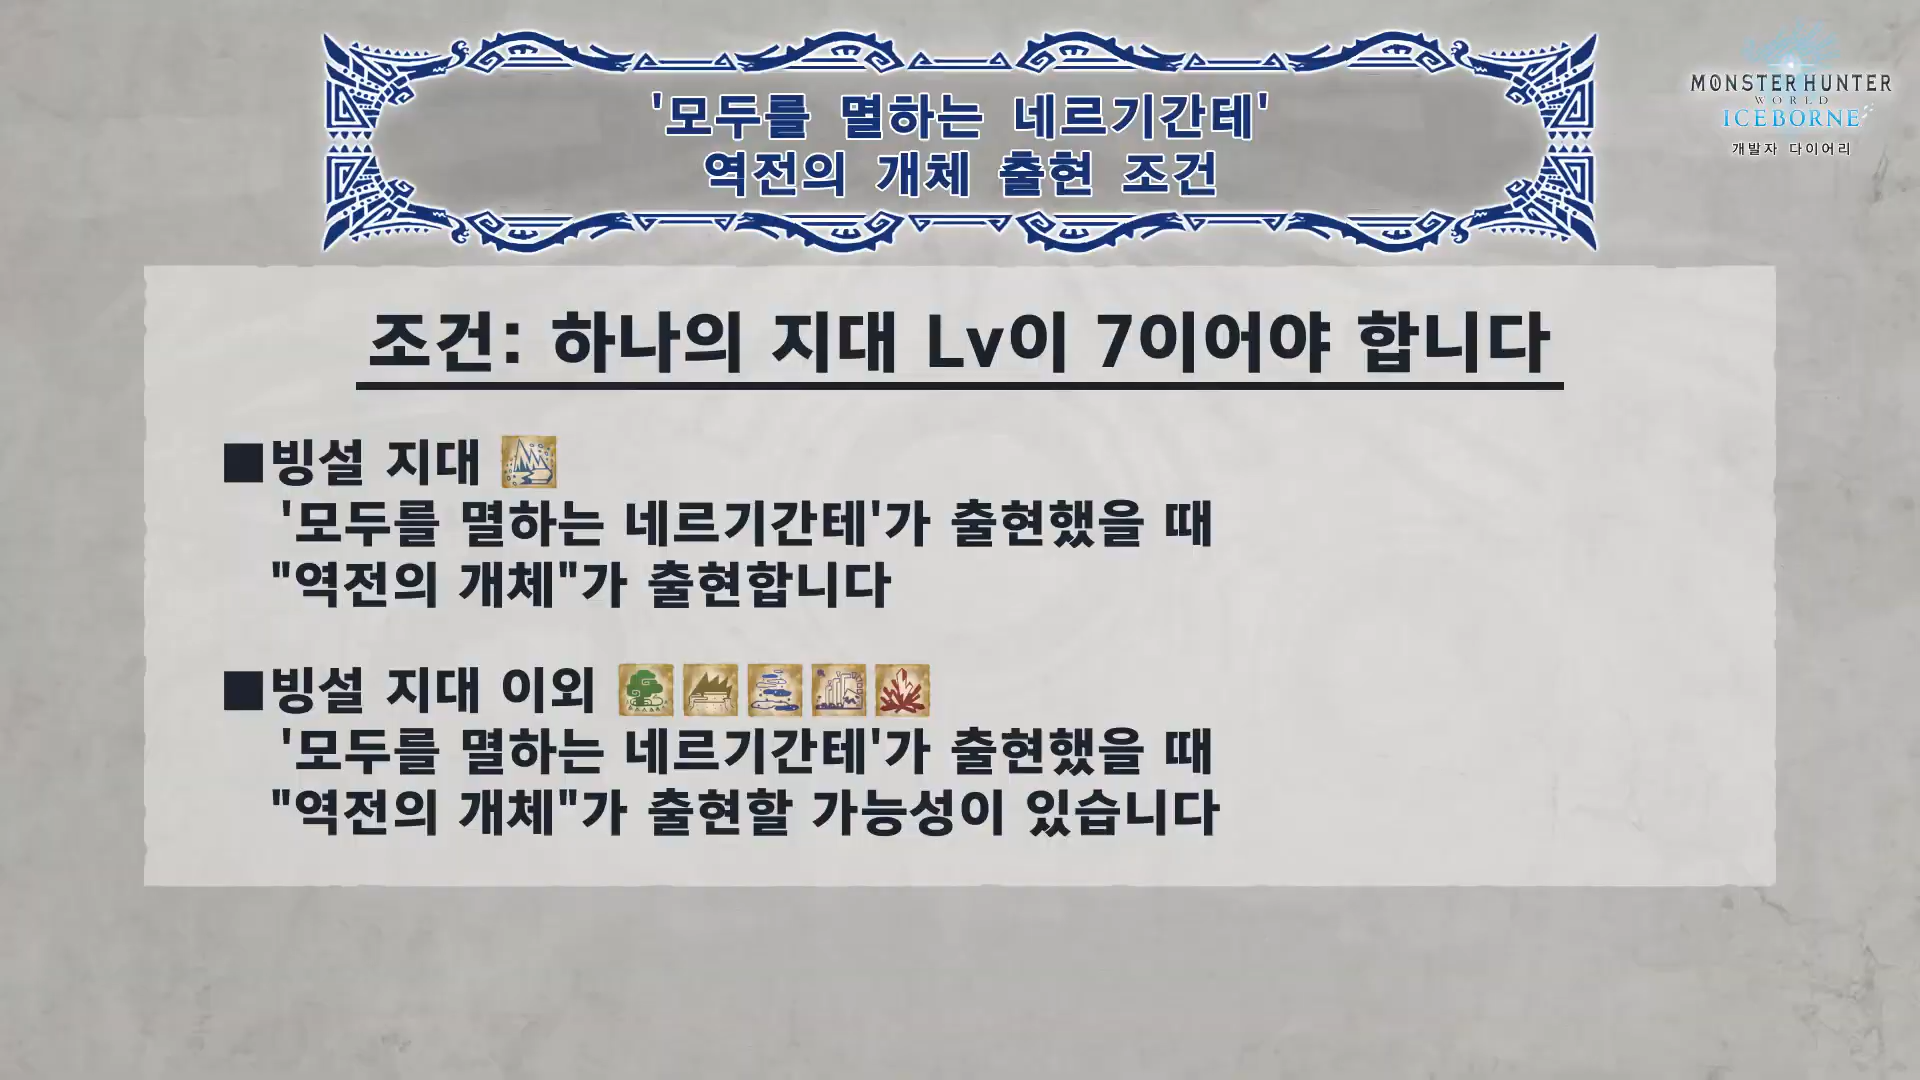 '모두를 멸하는 네르기간테'
역전의 개체 출현 조건
MONSTER HUNTER
WORLD
ICEBORNE
개발자 다이어리
조건: 하나의 지대 Lv이 7이어야 합니다
■빙설 지대
'모두를 멸하는 네르기간테'가 출현했을 때
"역전의 개체"가 출현합니다
■빙설 지대 이외
'모두를 멸하는 네르기간테'가 출현했을 때
"역전의 개체"가 출현할 가능성이 있습니다